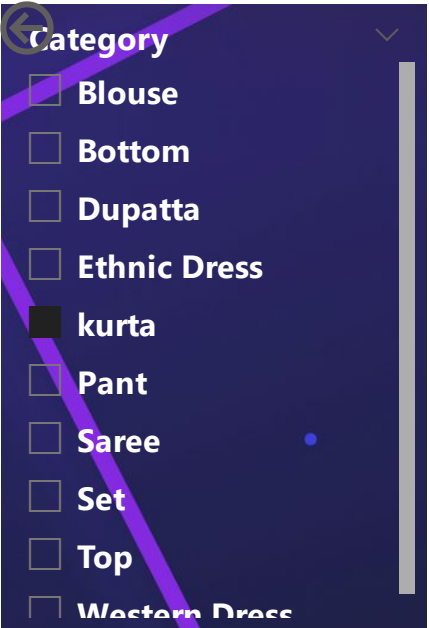 Category
Blouse
Bottom
Dupatta
Ethnic Dress
kurta
Pant
Saree
Set
Top
Western Dress